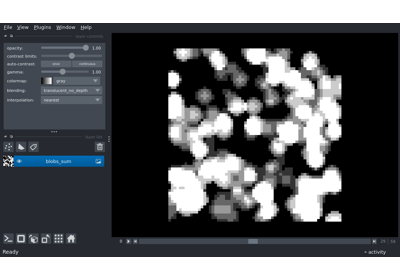 File View Plugins Window Help
opacity: 1.00
contrast limits:
auto-contrast: once continuous
gamma: 1.00
colormap: gray
blending: translucent_no_depth
interpolation: nearest
blobs_sum
Ready
activity